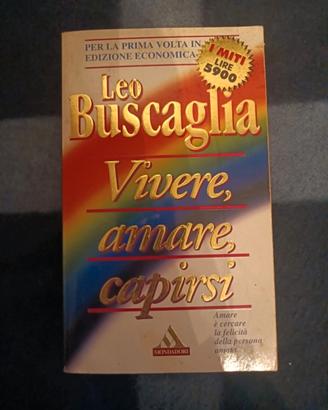 PER LA PRIMA VOLTA IN
EDIZIONE ECONOMICA
I MITI
LIRE
5900
Leo
Buscaglia
Vivere,
amare,
capirsi
Amare
è cercare
la felicità
della persona
amata
MONDADORI